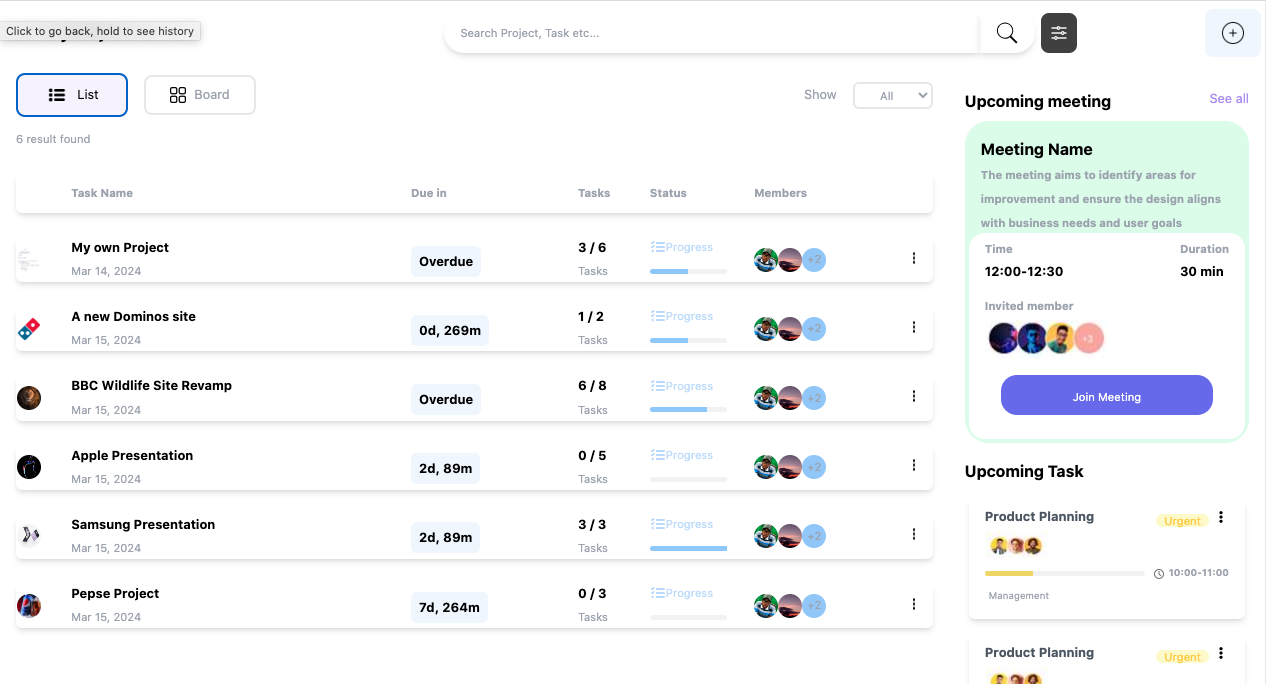 Click to go back, hold to see history
Search Project, Task etc...
List
Board
Show
All
6 result found
Task Name
Due in
Tasks
Status
Members
My own Project
Mar 14, 2024
Overdue
3 / 6
Tasks
Progress
+2
A new Dominos site
Mar 15, 2024
0d, 269m
1 / 2
Tasks
Progress
+2
BBC Wildlife Site Revamp
Mar 15, 2024
Overdue
6 / 8
Tasks
Progress
+2
Apple Presentation
Mar 15, 2024
2d, 89m
0 / 5
Tasks
Progress
+2
Samsung Presentation
Mar 15, 2024
2d, 89m
3 / 3
Tasks
Progress
+2
Pepse Project
Mar 15, 2024
7d, 264m
0 / 3
Tasks
Progress
+2
Upcoming meeting
See all
Meeting Name
The meeting aims to identify areas for
improvement and ensure the design aligns
with business needs and user goals
Time
Duration
12:00-12:30
30 min
Invited member
+3
Join Meeting
Upcoming Task
Product Planning
Urgent
10:00-11:00
Management
Product Planning
Urgent